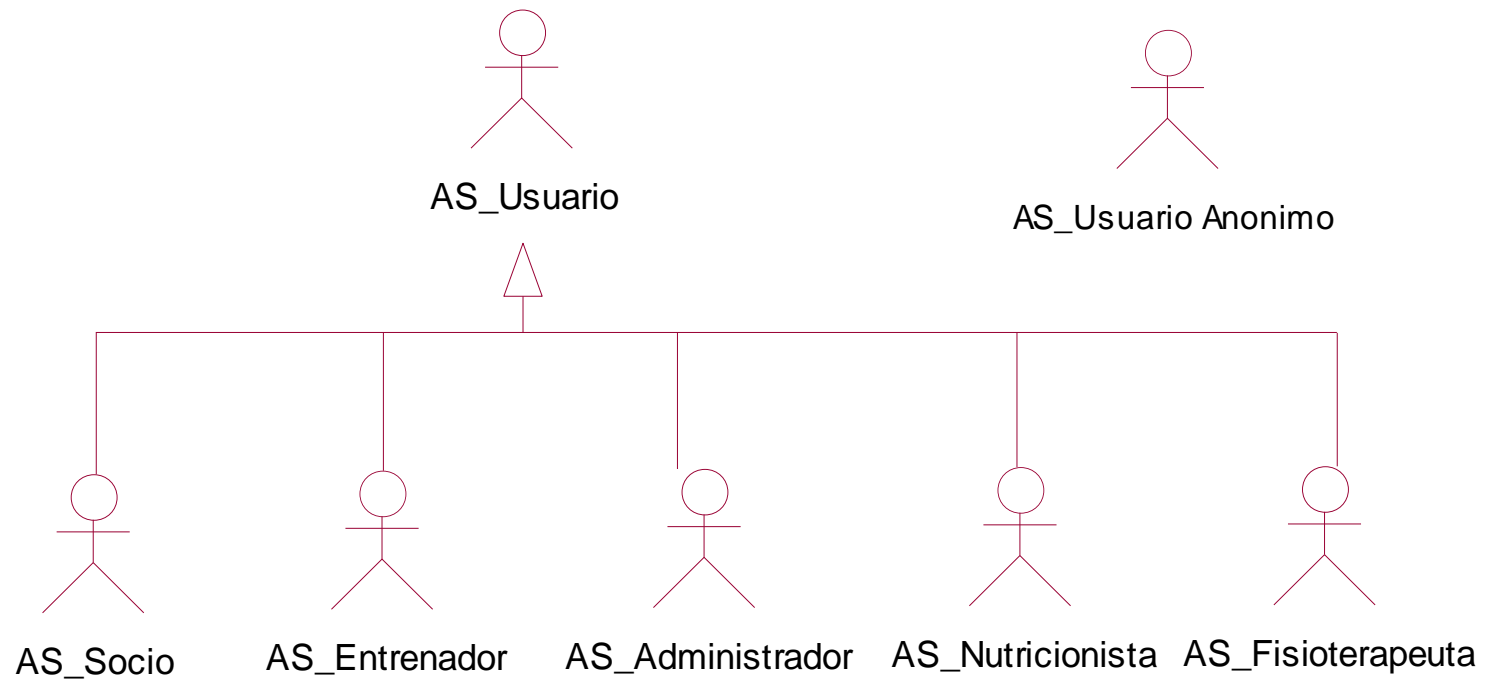 AS_Usuario
AS_Usuario Anonimo
AS_Socio
AS_Entrenador
AS_Administrador
AS_Nutricionista
AS_Fisioterapeuta